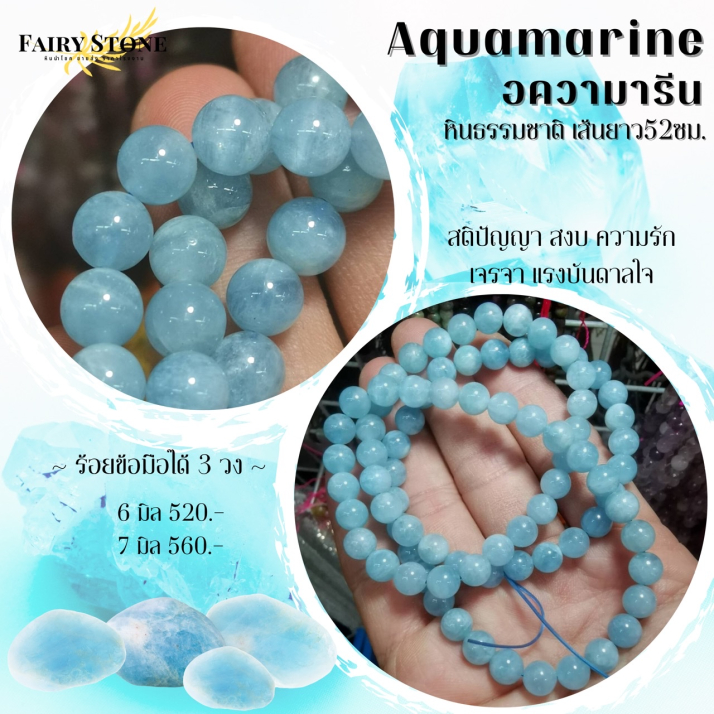 FAIRY STONE
Aquamarine
อความารีน
หินธรรมชาติ เส้นยาว52ซม.
สติปัญญา สงบ ความรัก
เจรจา แรงบันดาลใจ
~ ร้อยข้อมือได้ 3 วง ~
6 มิล 520.-
7 มิล 560.-